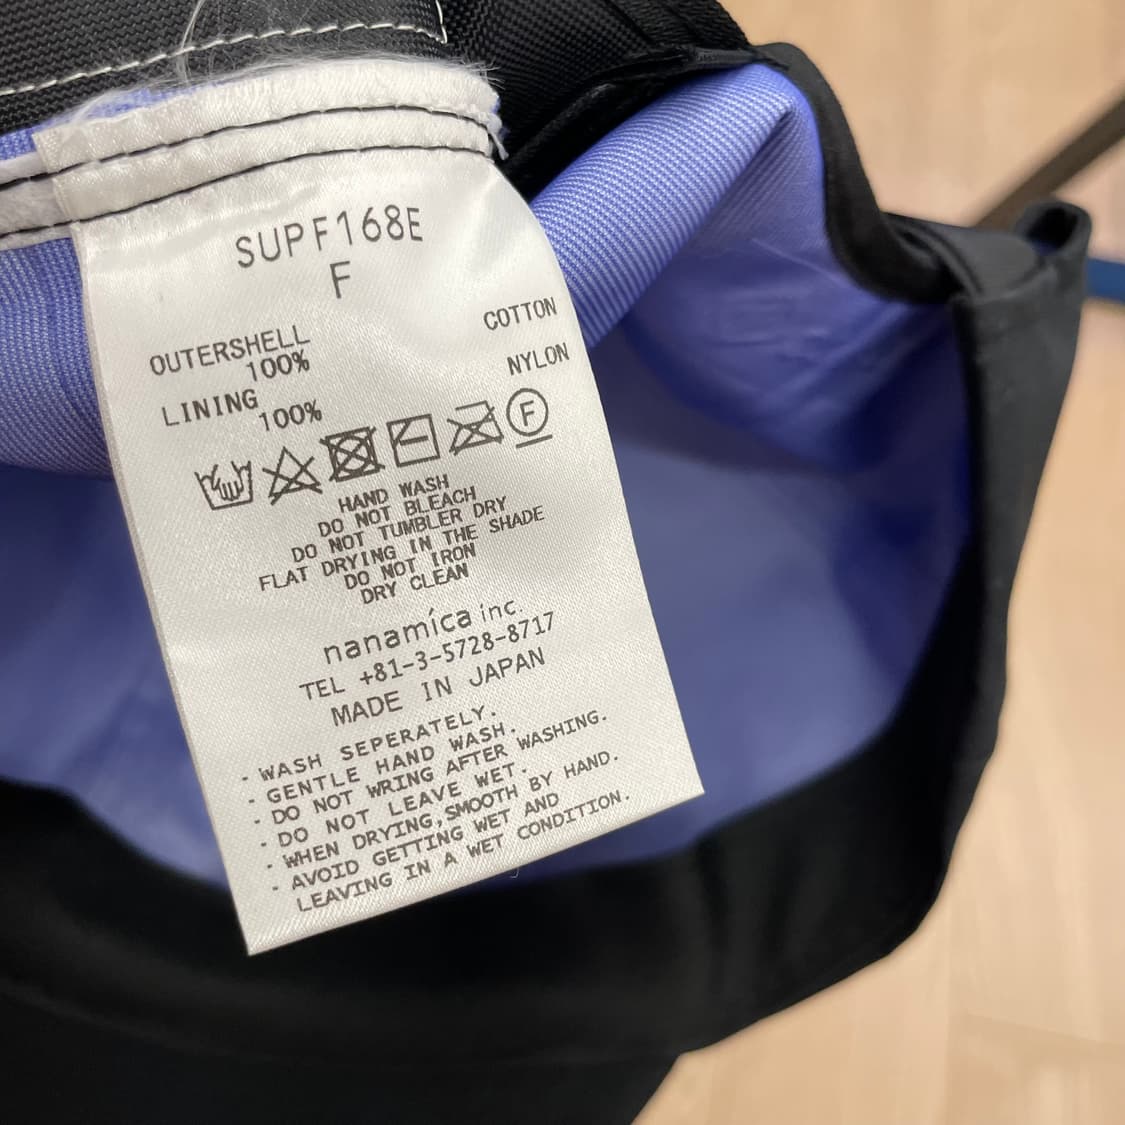 SUPF168E
F
OUTERSHELL
100% COTTON
LINING
100% NYLON
F
HAND WASH
DO NOT BLEACH
DO NOT TUMBLER DRY
FLAT DRYING IN THE SHADE
DO NOT IRON
DRY CLEAN
nanamíca inc.
TEL +81-3-5728-8717
MADE IN JAPAN
・WASH SEPERATELY.
・GENTLE HAND WASH.
・DO NOT WRING AFTER WASHING.
・DO NOT LEAVE WET.
・WHEN DRYING,SMOOTH BY HAND.
・AVOID GETTING WET AND
LEAVING IN A WET CONDITION.